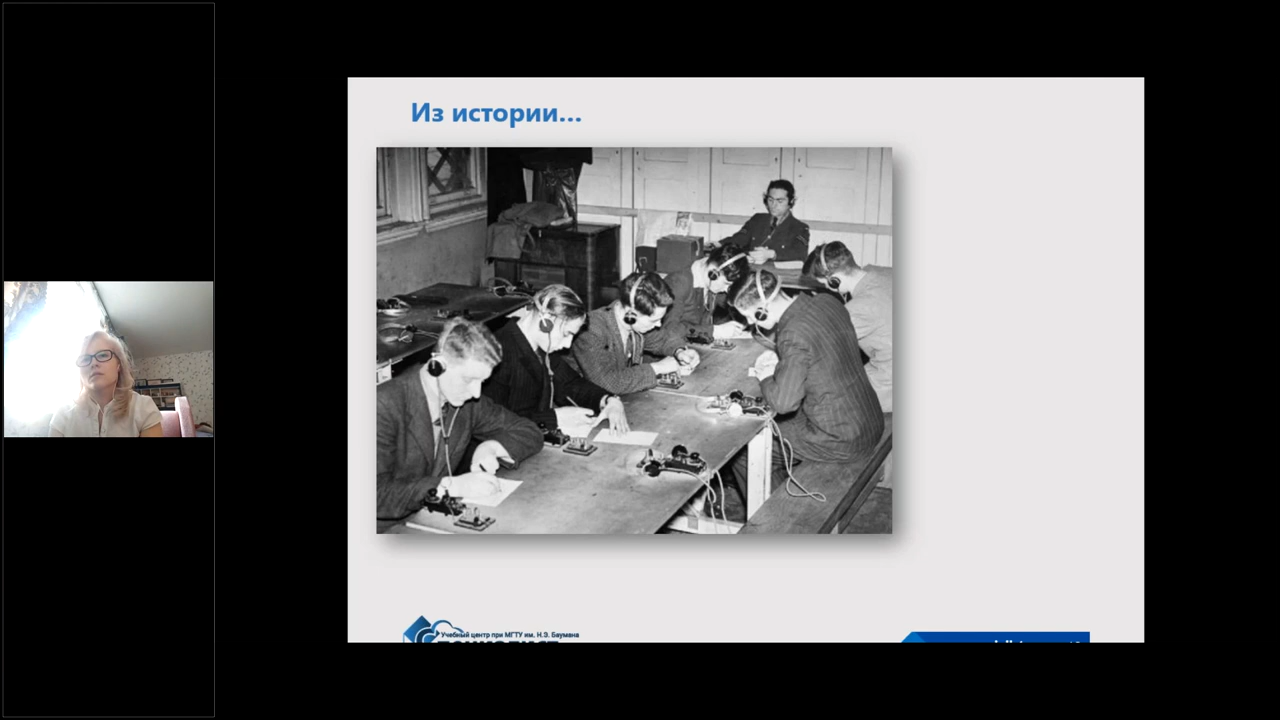 Из истории...
Учебный центр при МГТУ им. Н.Э. Баумана